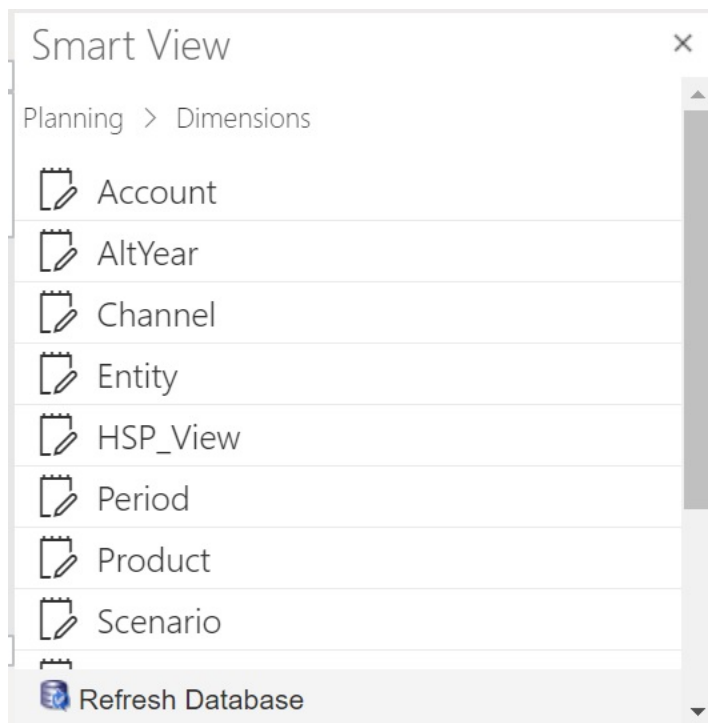 Smart View
Planning > Dimensions
Account
AltYear
Channel
Entity
HSP_View
Period
Product
Scenario
Refresh Database